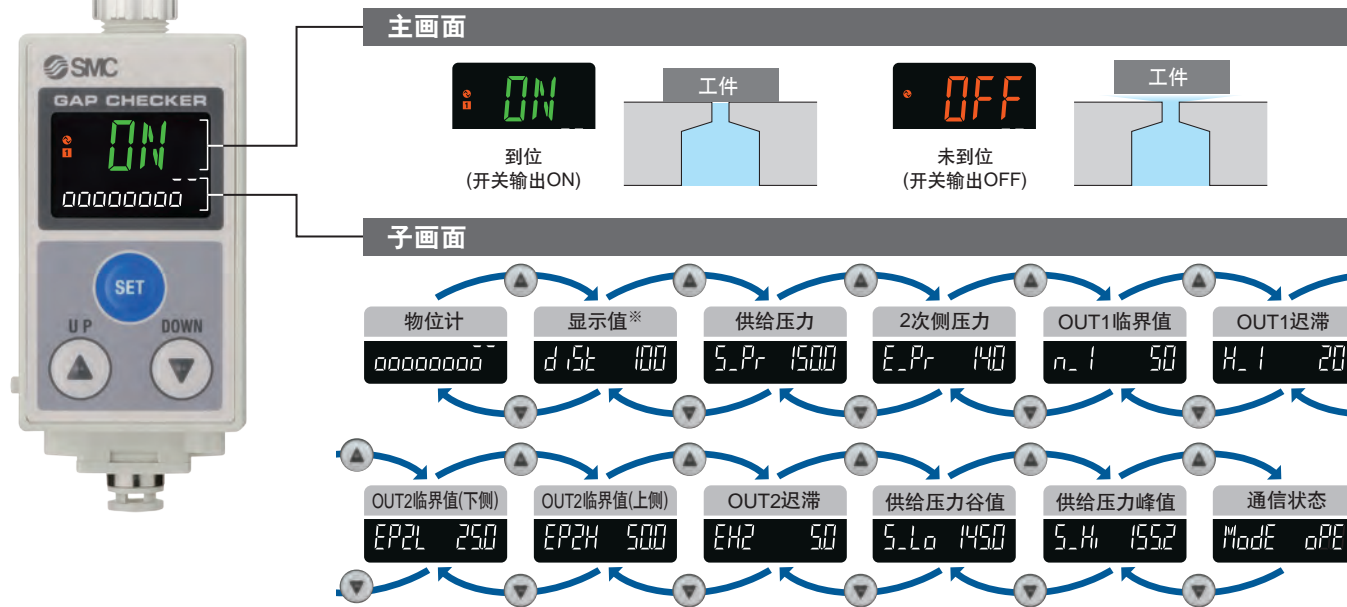 SMC
GAP CHECKER
1 ON
oooooooo
SET
UP DOWN
主画面
1 ON
工件
到位
(开关输出ON)
OFF
工件
未到位
(开关输出OFF)
子画面
物位计 显示值※ 供给压力 2次侧压力 OUT1临界值 OUT1迟滞
oooooooo diSt 100 S_Pr 150.0 E_Pr 14.0 n_1 50 H_1 20
OUT2临界值(下侧) OUT2临界值(上侧) OUT2迟滞 供给压力谷值 供给压力峰值 通信状态
EP2L 25.0 EP2H 50.0 EH2 5.0 S_Lo 145.0 S_Hi 155.2 ModE oPE